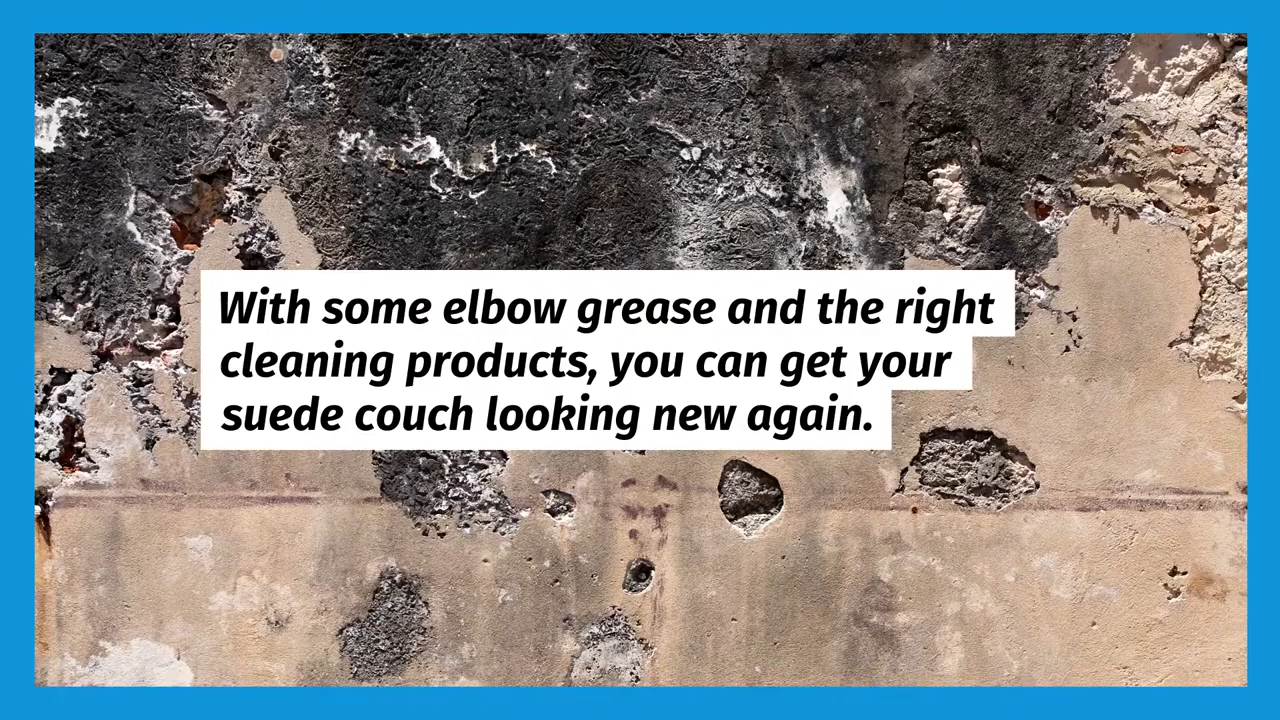 With some elbow grease and the right
cleaning products, you can get your
suede couch looking new again.